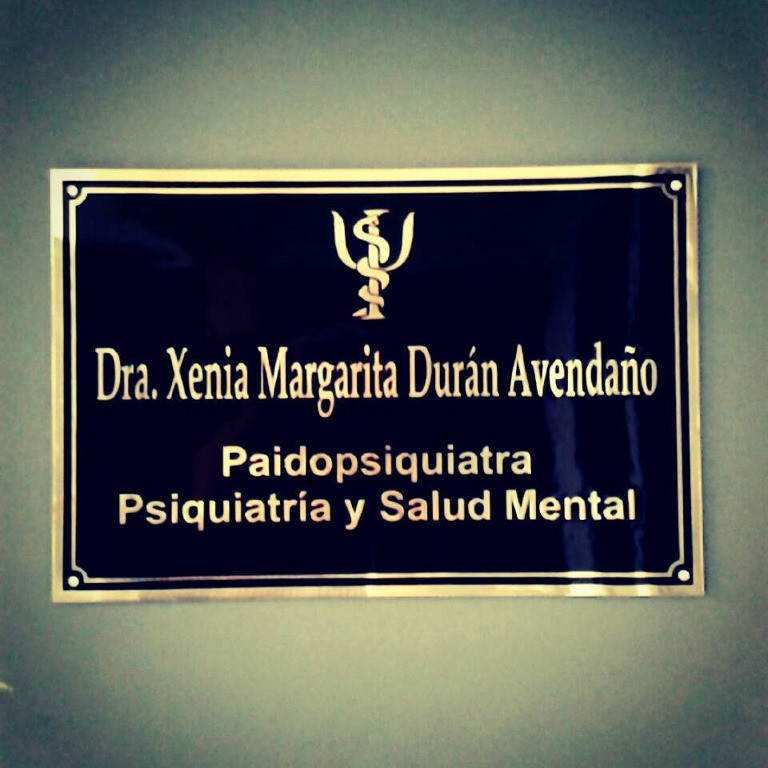 Dra. Xenia Margarita Durán Avendaño
Paidopsiquiatra
Psiquiatría y Salud Mental